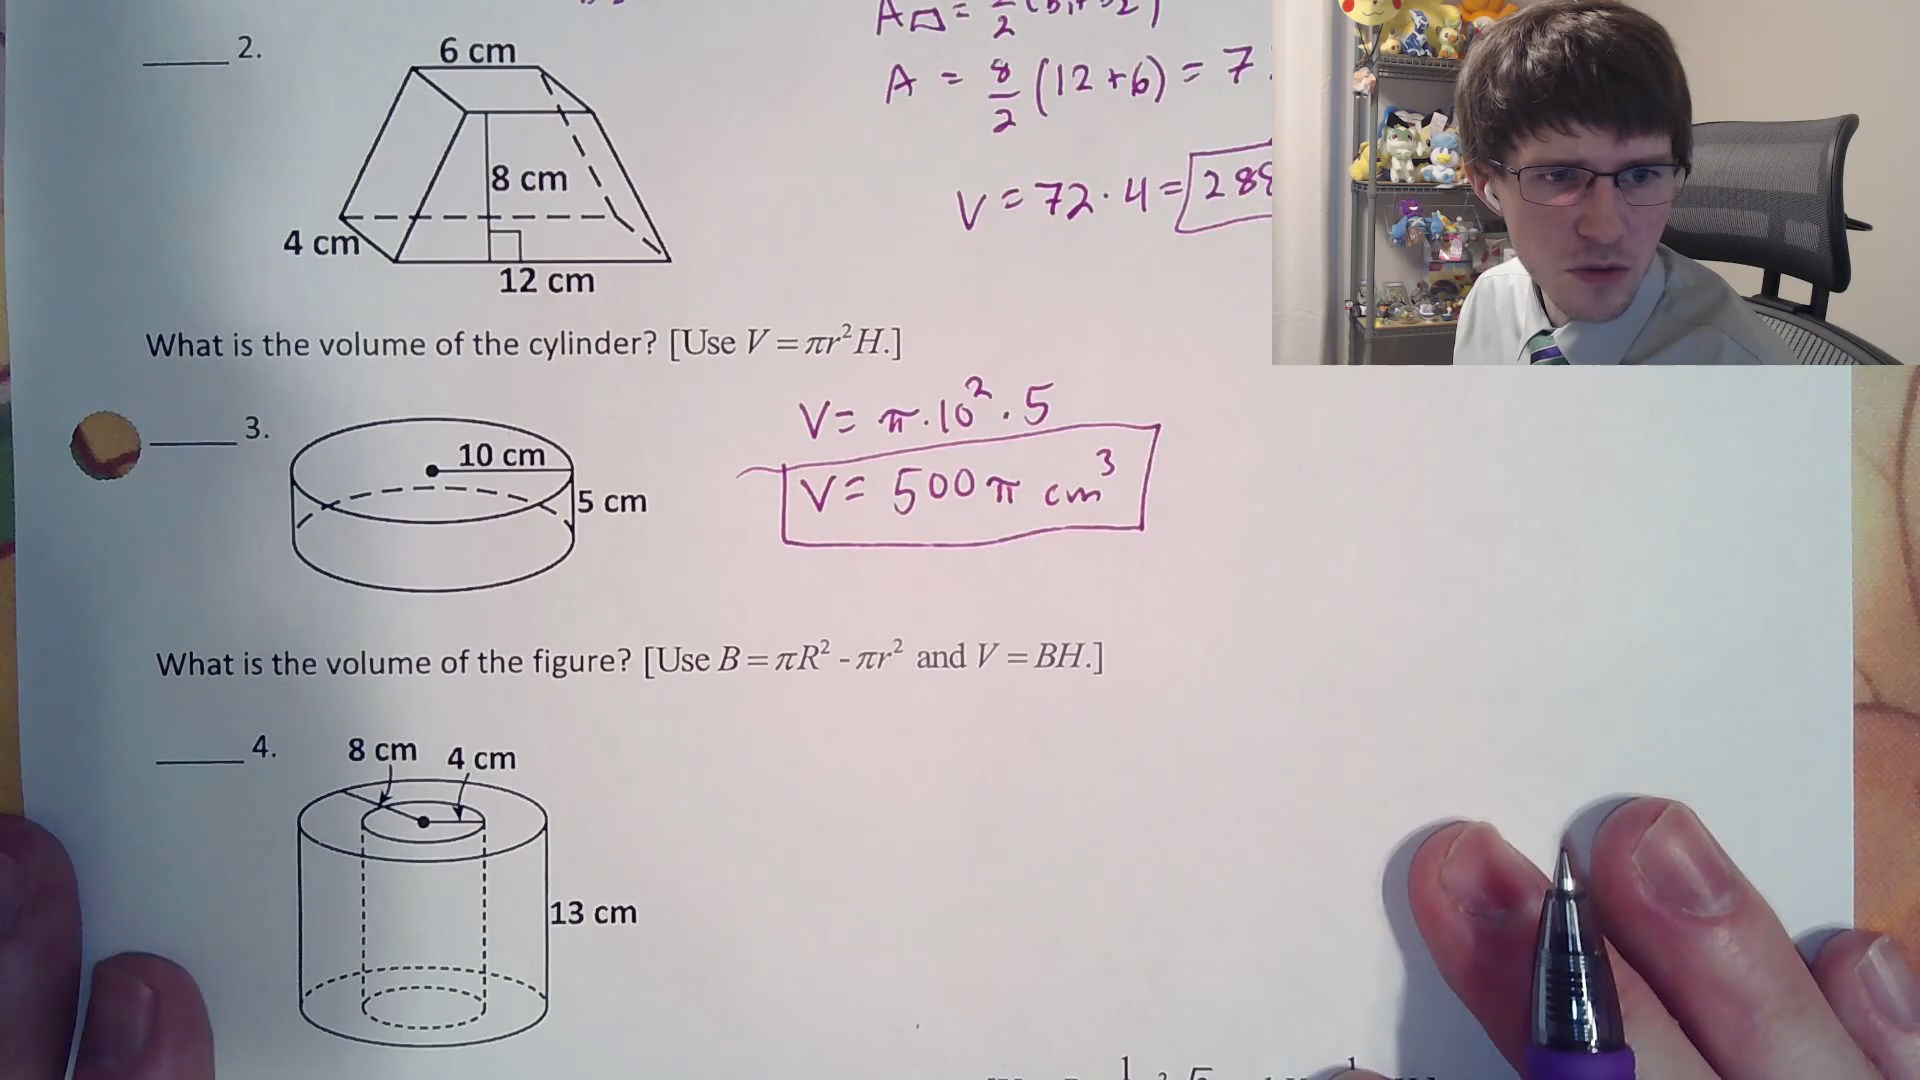 2.
6 cm
8 cm
4 cm
12 cm
A = 8/2 (12 + 6) = 7
V = 72 · 4 = 288
What is the volume of the cylinder? [Use V = πr²H.]
3.
10 cm
5 cm
V = π · 10² · 5
V = 500π cm³
What is the volume of the figure? [Use B = πR² - πr² and V = BH.]
4.
8 cm 4 cm
13 cm